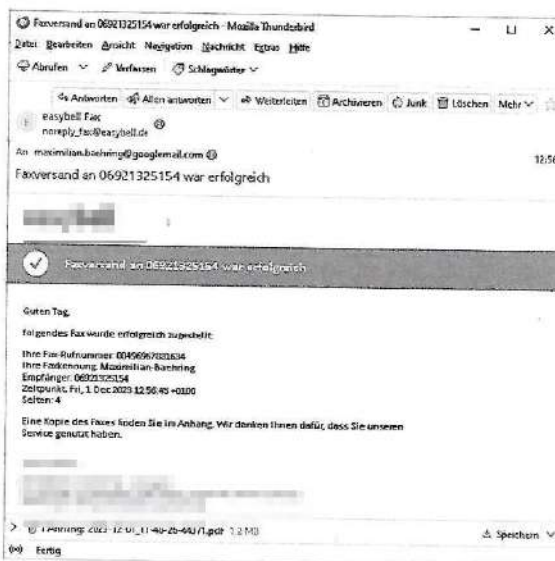 Faxversand an 06921325154 war erfolgreich - Mozilla Thunderbird
Datei Bearbeiten Ansicht Navigation Nachricht Extras Hilfe
Abrufen Verfassen Schlagwörter
Antworten Allen antworten Weiterleiten Archivieren Junk Löschen Mehr
easybell Fax
noreply_fax@easybell.de
An maximilian.baehring@googlemail.com 12:56
Faxversand an 06921325154 war erfolgreich
Faxversand an 06921325154 war erfolgreich
Guten Tag,
folgendes Fax wurde erfolgreich zugestellt:
Ihre Fax-Rufnummer: 00496967831634
Ihre Faxkennung: Maximilian-Baehring
Empfänger: 06921325154
Zeitpunkt: Fri, 1 Dec 2023 12:56:45 +0100
Seiten: 4
Eine Kopie des Faxes finden Sie im Anhang. Wir danken Ihnen dafür, dass Sie unseren
Service genutzt haben.
1 Anhang: 1,2 MB Speichern
Fertig